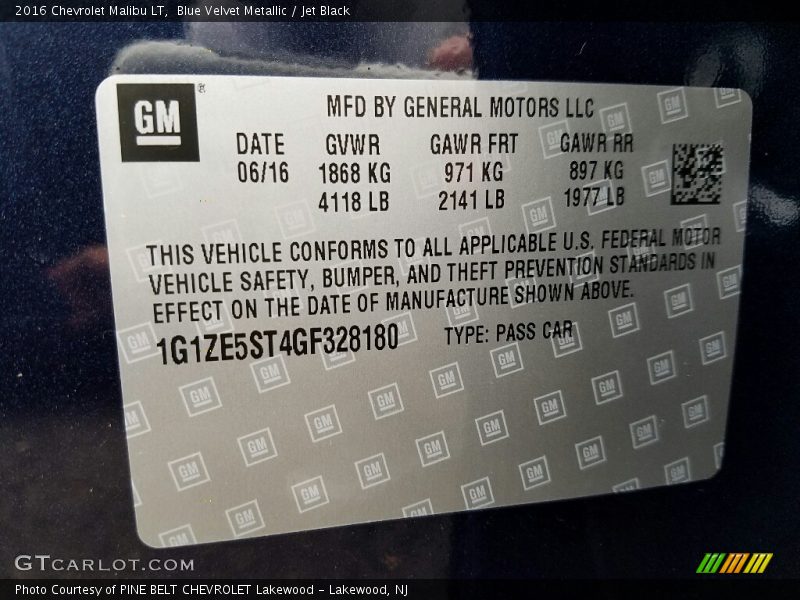 2016 Chevrolet Malibu LT,  Blue Velvet Metallic / Jet Black
GM®
MFD BY GENERAL MOTORS LLC
DATE GVWR GAWR FRT GAWR RR
06/16 1868 KG 971 KG 897 KG
4118 LB 2141 LB 1977 LB
THIS VEHICLE CONFORMS TO ALL APPLICABLE U.S. FEDERAL MOTOR
VEHICLE SAFETY, BUMPER, AND THEFT PREVENTION STANDARDS IN
EFFECT ON THE DATE OF MANUFACTURE SHOWN ABOVE.
1G1ZE5ST4GF328180 TYPE: PASS CAR
GTCARLOT.COM
Photo Courtesy of PINE BELT CHEVROLET Lakewood - Lakewood, NJ